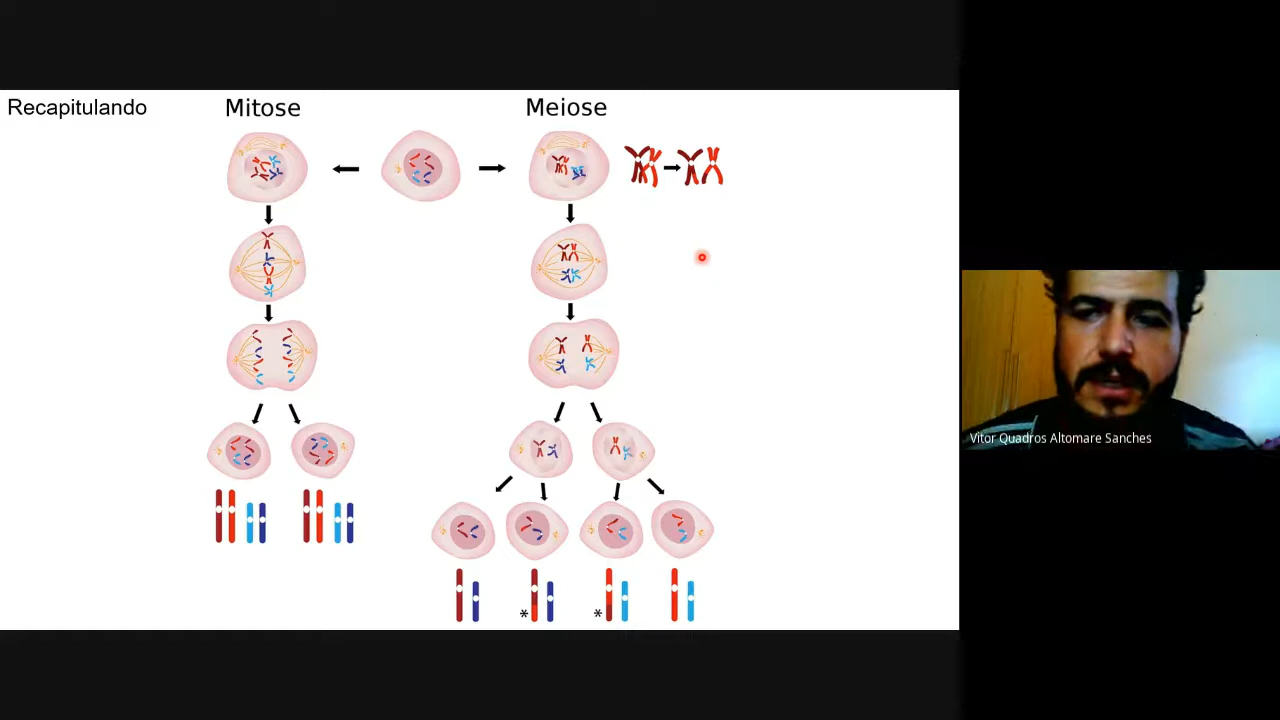 Recapitulando
Mitose
Meiose
*
*
Vitor Quadros Altomare Sanches